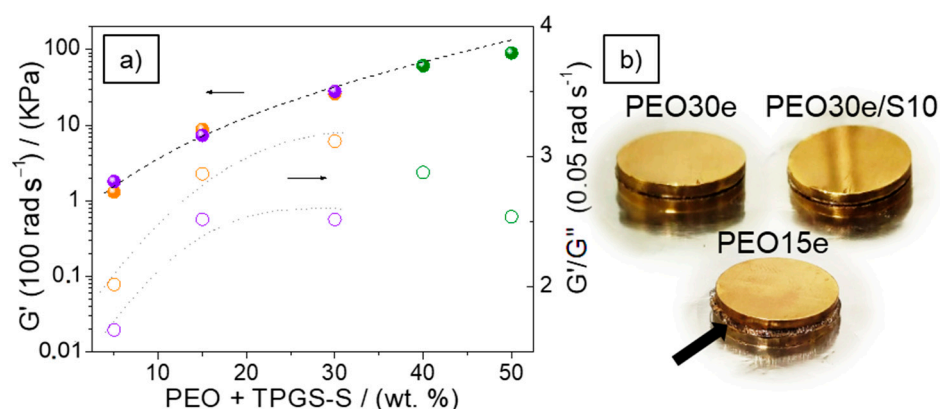 a)
G' (100 rad s⁻¹) / (KPa)
100
10
1
0.1
0.01
4
3
2
G'/G" (0.05 rad s⁻¹)
10 20 30 40 50
PEO + TPGS-S / (wt. %)
b)
PEO30e PEO30e/S10
PEO15e